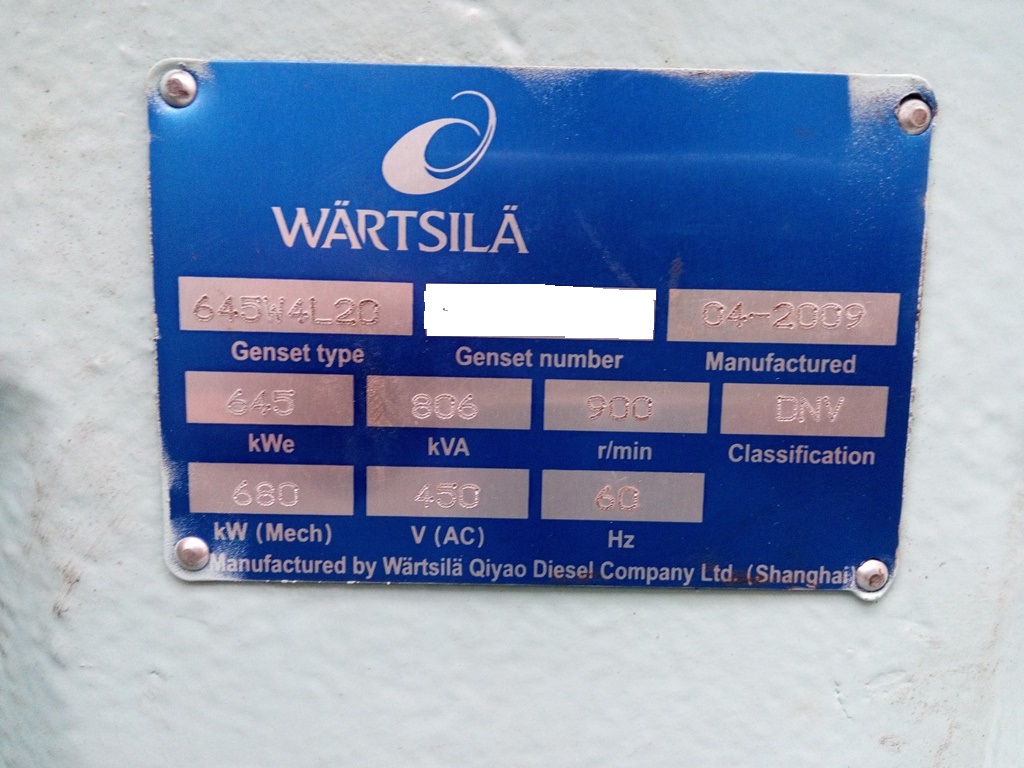 WÄRTSILÄ
645W4L20 04-2009
Genset type Genset number Manufactured
645 806 900 DNV
kWe kVA r/min Classification
680 450 60
kW (Mech) V (AC) Hz
Manufactured by Wärtsilä Qiyao Diesel Company Ltd. (Shanghai)